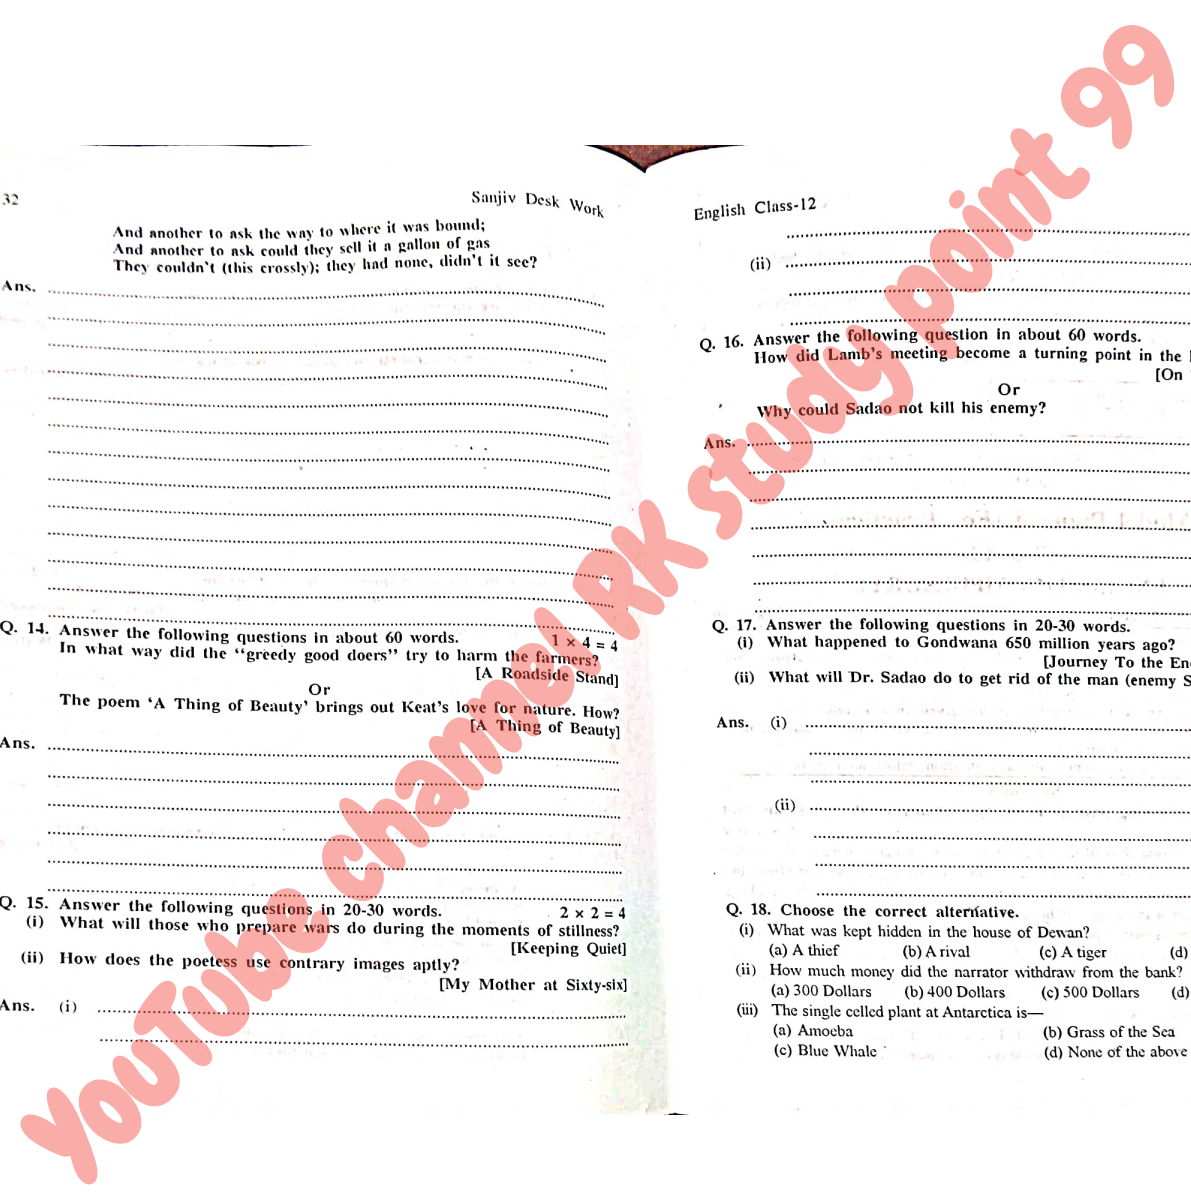 32
Sanjiv Desk Work
And another to ask the way to where it was bound;
And another to ask could they sell it a gallon of gas
They couldn't (this crossly); they had none, didn't it see?
Ans.
Q. 14. Answer the following questions in about 60 words. 1 × 4 = 4
In what way did the "greedy good doers" try to harm the farmers?
[A Roadside Stand]
Or
The poem 'A Thing of Beauty' brings out Keat's love for nature. How?
[A Thing of Beauty]
Ans.
Q. 15. Answer the following questions in 20-30 words. 2 × 2 = 4
(i) What will those who prepare wars do during the moments of stillness?
[Keeping Quiet]
(ii) How does the poetess use contrary images aptly?
[My Mother at Sixty-six]
Ans. (i)
English Class-12
(ii)
Q. 16. Answer the following question in about 60 words.
How did Lamb's meeting become a turning point in the
[On
Or
Why could Sadao not kill his enemy?
Ans.
Q. 17. Answer the following questions in 20-30 words.
(i) What happened to Gondwana 650 million years ago?
[Journey To the En
(ii) What will Dr. Sadao do to get rid of the man (enemy S
Ans. (i)
(ii)
Q. 18. Choose the correct alternative.
(i) What was kept hidden in the house of Dewan?
(a) A thief (b) A rival (c) A tiger (d)
(ii) How much money did the narrator withdraw from the bank?
(a) 300 Dollars (b) 400 Dollars (c) 500 Dollars (d)
(iii) The single celled plant at Antarctica is—
(a) Amoeba (b) Grass of the Sea
(c) Blue Whale (d) None of the above
YouTube channel RK study point 99